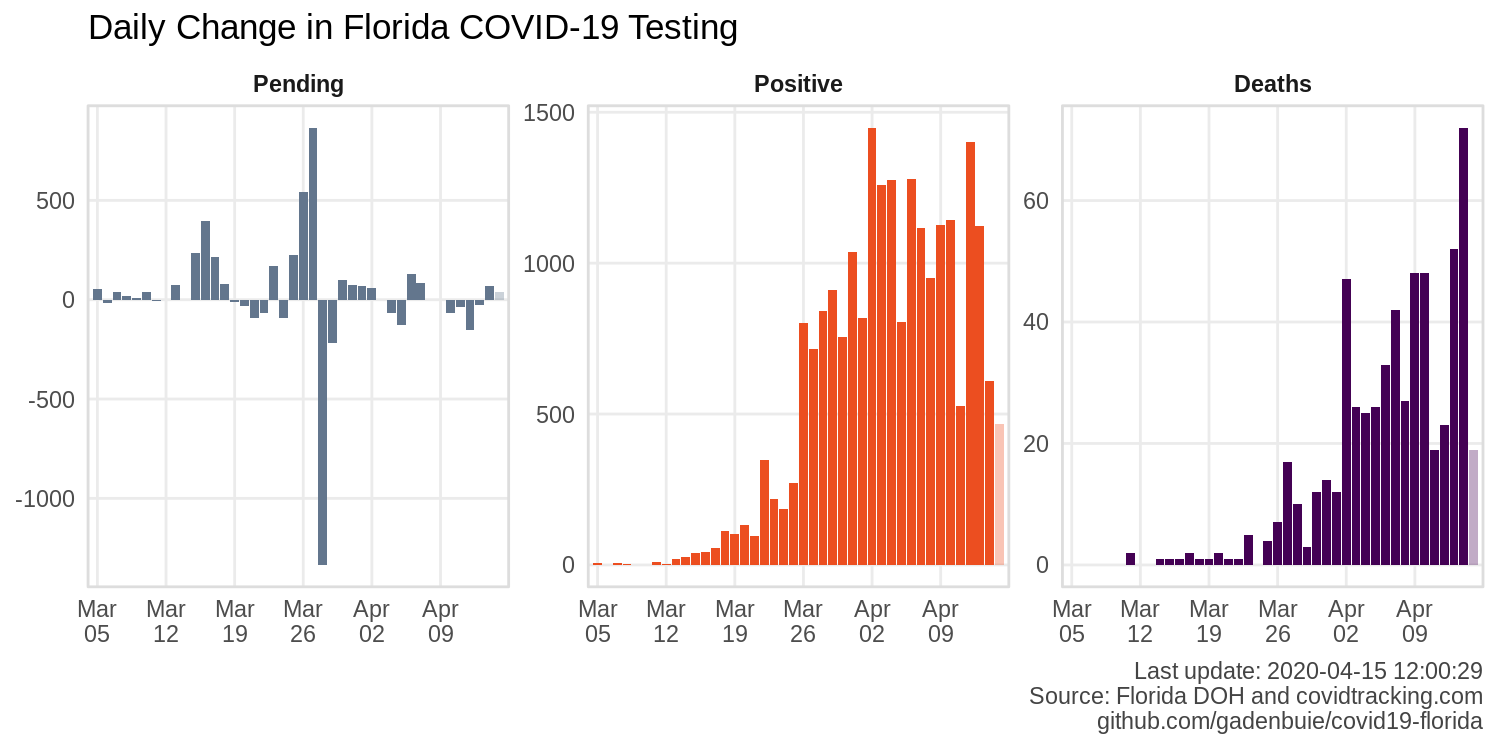 Daily Change in Florida COVID-19 Testing
Pending
Positive
Deaths
500
0
-500
-1000
1500
1000
500
0
60
40
20
0
Mar Mar Mar Mar Apr Apr
05 12 19 26 02 09
Mar Mar Mar Mar Apr Apr
05 12 19 26 02 09
Mar Mar Mar Mar Apr Apr
05 12 19 26 02 09
Last update: 2020-04-15 12:00:29
Source: Florida DOH and covidtracking.com
github.com/gadenbuie/covid19-florida